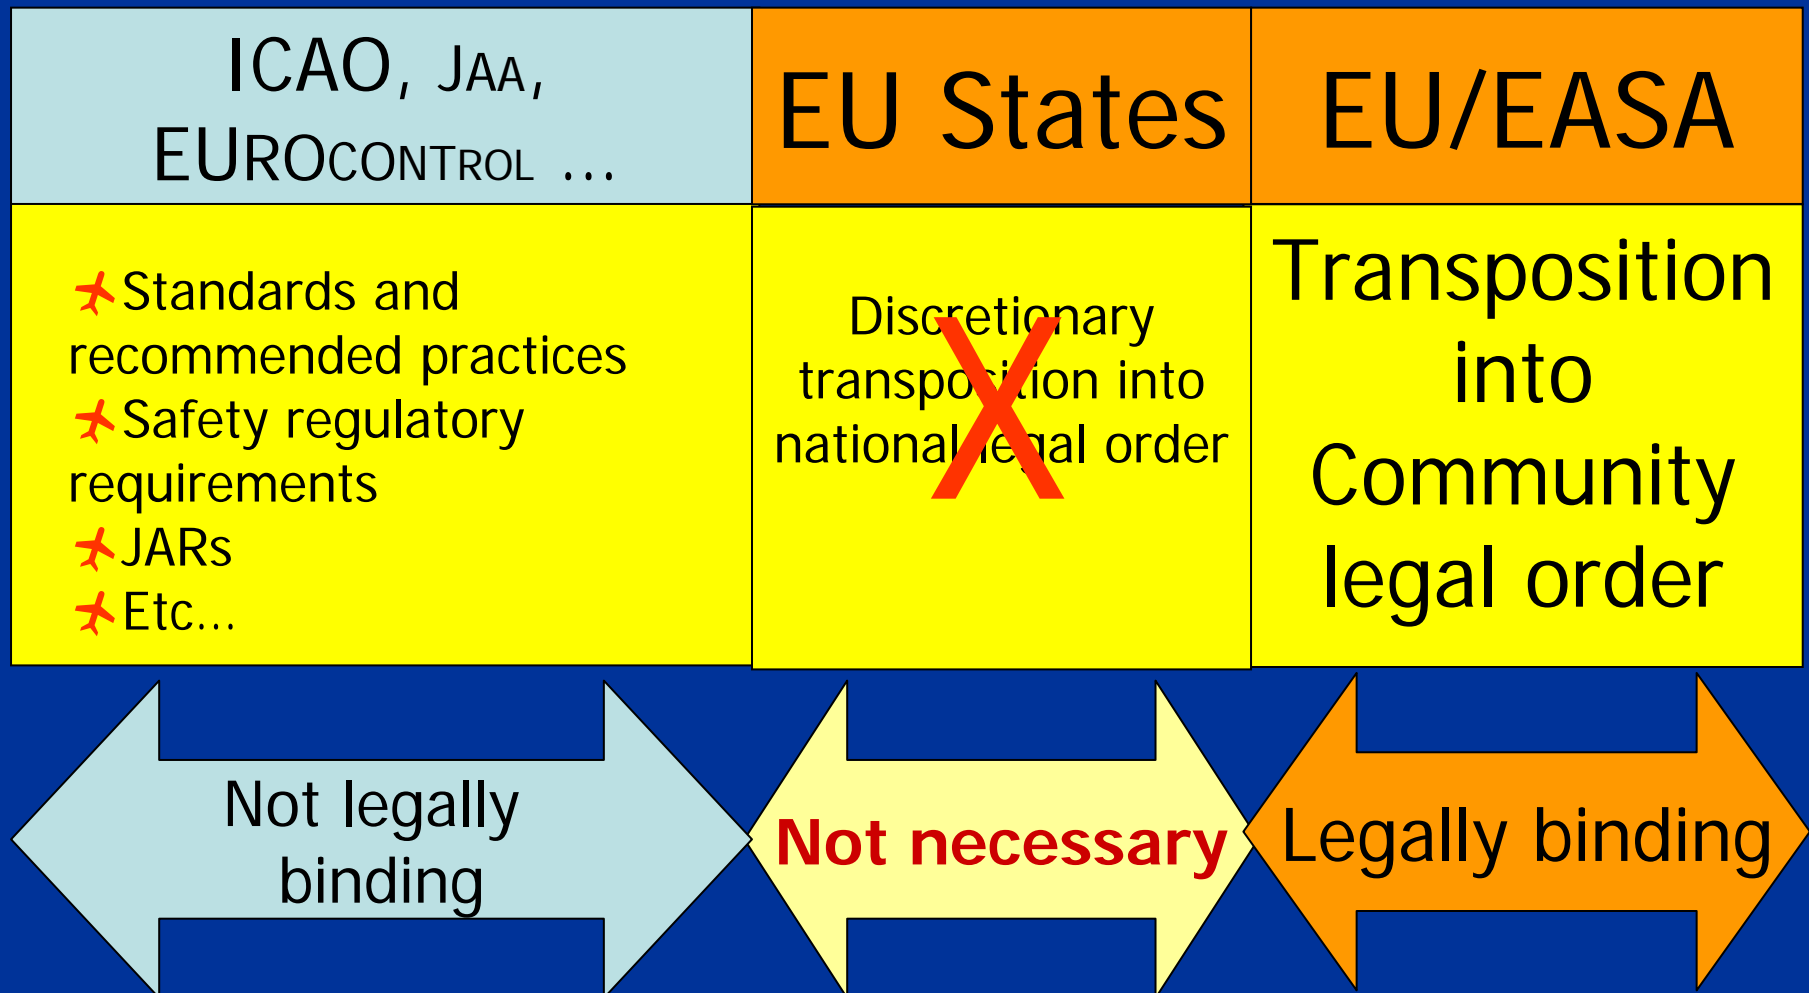 ICAO, JAA,
EUROCONTROL ...
EU States
EU/EASA
Standards and
recommended practices
Safety regulatory
requirements
JARs
Etc...
Discretionary
transposition into
national legal order
X
Transposition
into
Community
legal order
Not legally
binding
Not necessary
Legally binding